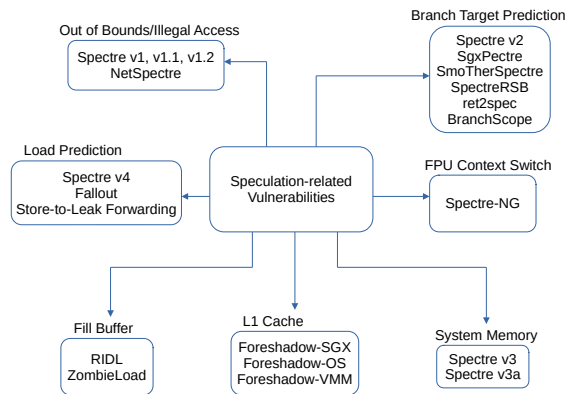 Out of Bounds/Illegal Access
Spectre v1, v1.1, v1.2
NetSpectre
Branch Target Prediction
Spectre v2
SgxPectre
SmoTherSpectre
SpectreRSB
ret2spec
BranchScope
Load Prediction
Spectre v4
Fallout
Store-to-Leak Forwarding
Speculation-related
Vulnerabilities
FPU Context Switch
Spectre-NG
Fill Buffer
RIDL
ZombieLoad
L1 Cache
Foreshadow-SGX
Foreshadow-OS
Foreshadow-VMM
System Memory
Spectre v3
Spectre v3a